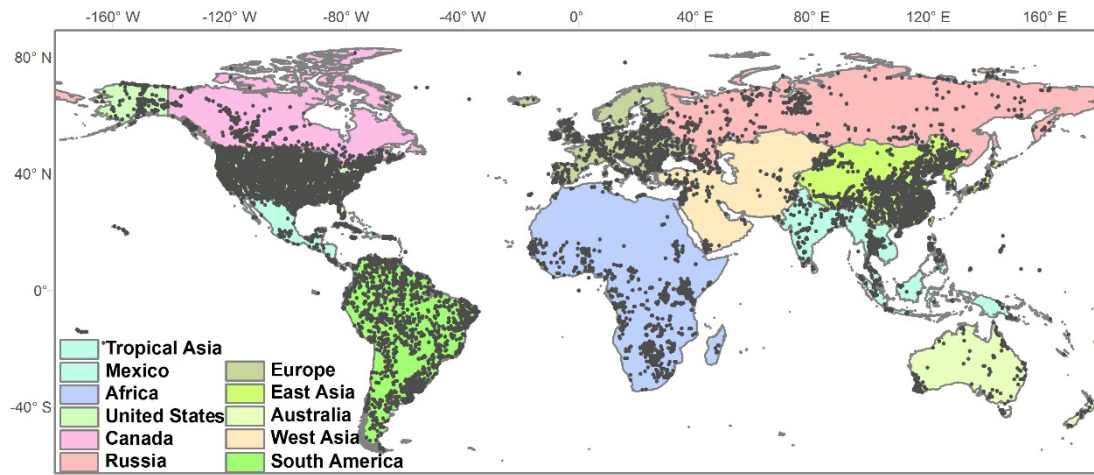 -160° W -120° W -80° W -40° W 0° 40° E 80° E 120° E 160° E
80° N
40° N
0°
-40° S
*Tropical Asia
Mexico
Africa
United States
Canada
Russia
Europe
East Asia
Australia
West Asia
South America